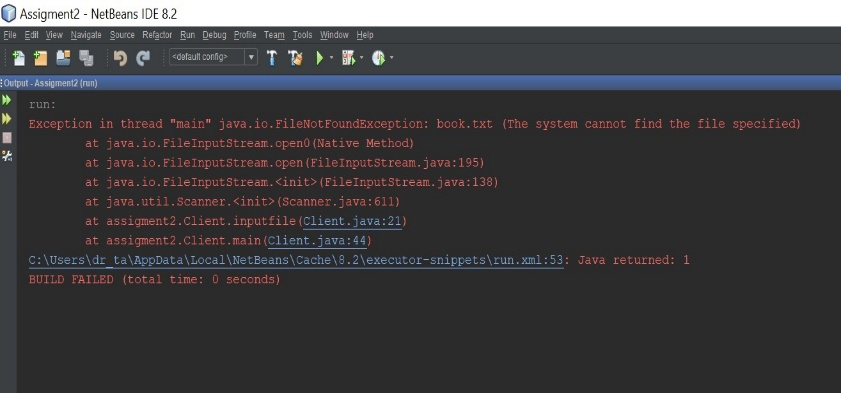 Assigment2 - NetBeans IDE 8.2
File Edit View Navigate Source Refactor Run Debug Profile Team Tools Window Help
<default config>
Output - Assigment2 (run)
run:
Exception in thread "main" java.io.FileNotFoundException: book.txt (The system cannot find the file specified)
at java.io.FileInputStream.open0(Native Method)
at java.io.FileInputStream.open(FileInputStream.java:195)
at java.io.FileInputStream.<init>(FileInputStream.java:138)
at java.util.Scanner.<init>(Scanner.java:611)
at assigment2.Client.inputfile(Client.java:21)
at assigment2.Client.main(Client.java:44)
C:\Users\dr_ta\AppData\Local\NetBeans\Cache\8.2\executor-snippets\run.xml:53: Java returned: 1
BUILD FAILED (total time: 0 seconds)